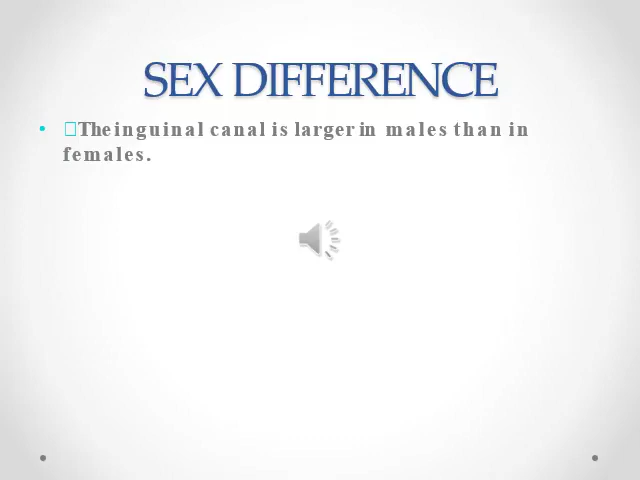 SEX DIFFERENCE
• The inguinal canal is larger in males than in
females.